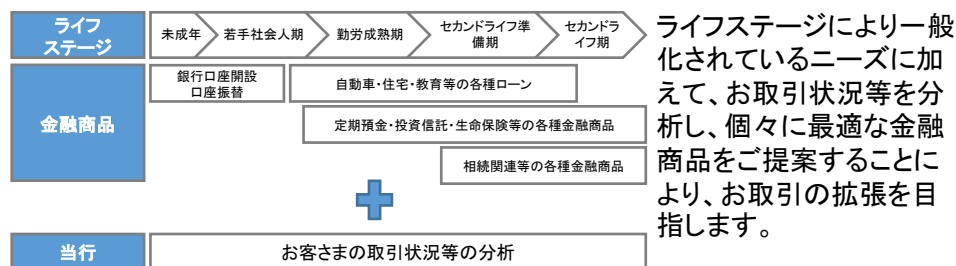 ライフ
ステージ
未成年
若手社会人期
勤労成熟期
セカンドライフ準
備期
セカンドラ
イフ期
金融商品
銀行口座開設
口座振替
自動車・住宅・教育等の各種ローン
定期預金・投資信託・生命保険等の各種金融商品
相続関連等の各種金融商品
当行
お客さまの取引状況等の分析
ライフステージにより一般
化されているニーズに加
えて、お取引状況等を分
析し、個々に最適な金融
商品をご提案することに
より、お取引の拡張を目
指します。